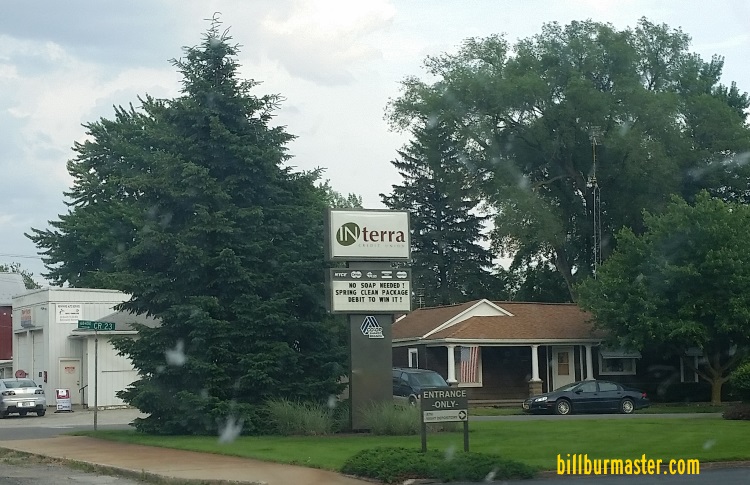 INterra
CREDIT UNION
NYCE
NO SOAP NEEDED!
SPRING CLEAN PACKAGE
DEBIT TO WIN IT!
CR 23
ENTRANCE
-ONLY-
billburmaster.com